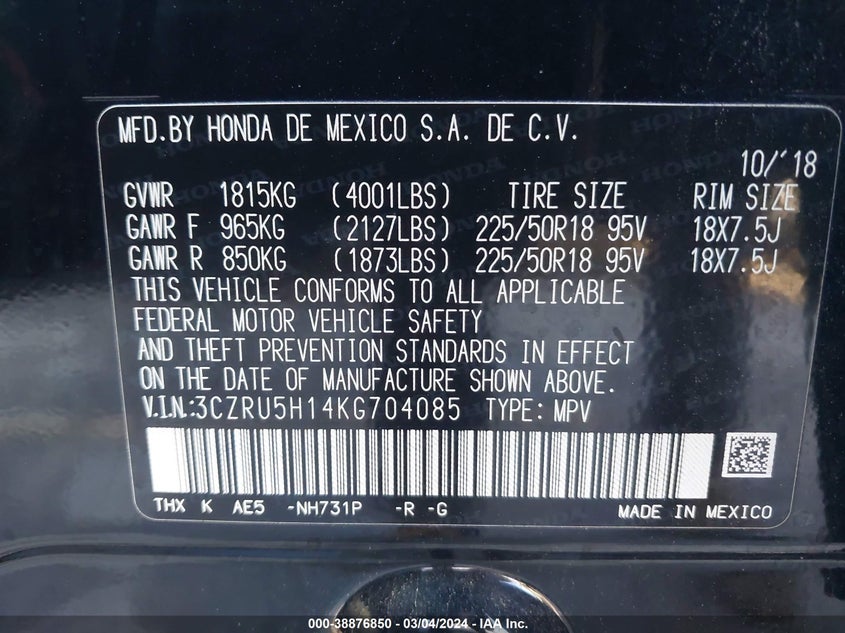 MFD.BY HONDA DE MEXICO S.A. DE C.V.
10/'18
GVWR 1815KG (4001LBS) TIRE SIZE RIM SIZE
GAWR F 965KG (2127LBS) 225/50R18 95V 18X7.5J
GAWR R 850KG (1873LBS) 225/50R18 95V 18X7.5J
THIS VEHICLE CONFORMS TO ALL APPLICABLE
FEDERAL MOTOR VEHICLE SAFETY
AND THEFT PREVENTION STANDARDS IN EFFECT
ON THE DATE OF MANUFACTURE SHOWN ABOVE.
V.I.N.:3CZRU5H14KG704085 TYPE: MPV
THX K AE5 -NH731P -R -G MADE IN MEXICO
000-38876850 - 03/04/2024 - IAA Inc.